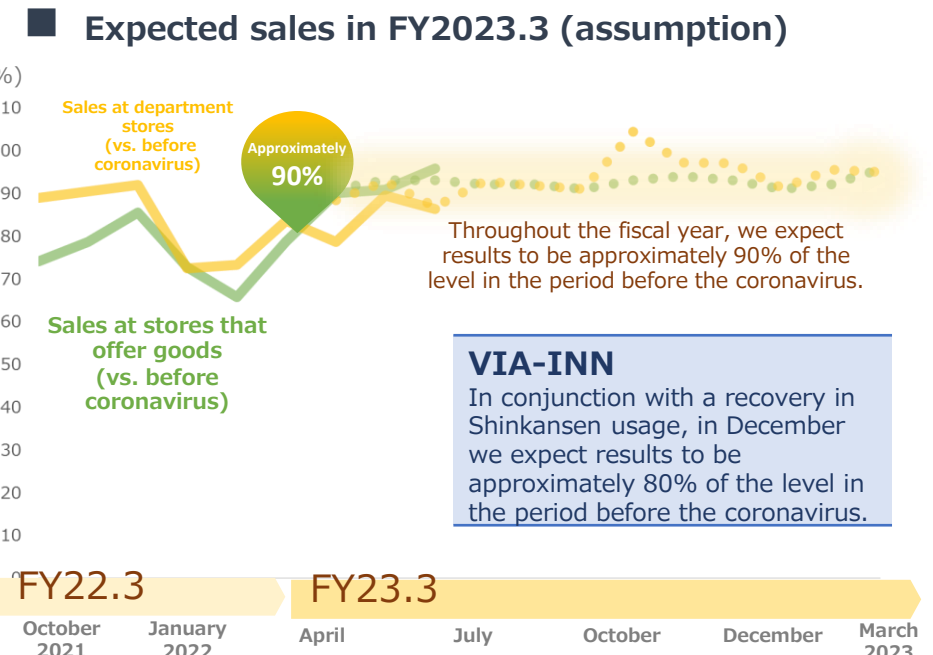 ■ Expected sales in FY2023.3 (assumption)
%)
10
00
90
80
70
60
50
40
30
20
10
0
Sales at department
stores
(vs. before
coronavirus)
Approximately
90%
Throughout the fiscal year, we expect
results to be approximately 90% of the
level in the period before the coronavirus.
Sales at stores that
offer goods
(vs. before
coronavirus)
VIA-INN
In conjunction with a recovery in
Shinkansen usage, in December
we expect results to be
approximately 80% of the level in
the period before the coronavirus.
FY22.3
FY23.3
October
2021
January
2022
April
July
October
December
March
2023